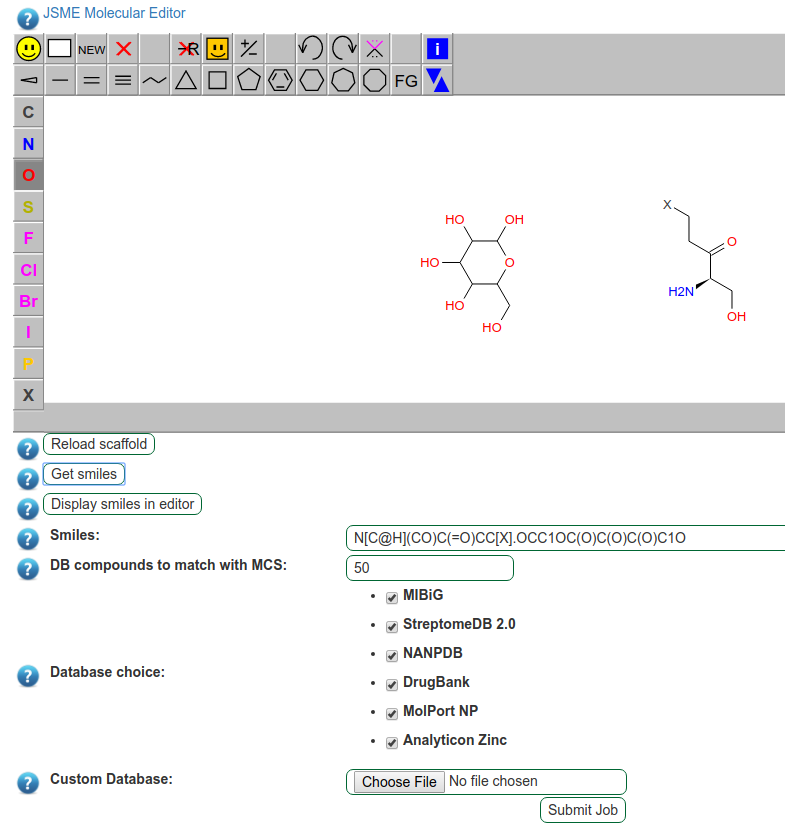 ? JSME Molecular Editor
NEW XR +/− i
FG
C
N
O
S
F
Cl
Br
I
P
X
HO OH
HO O
HO
HO
X
O
H2N
OH
? Reload scaffold
? Get smiles
? Display smiles in editor
? Smiles: N[C@H](CO)C(=O)CC[X].OCC1OC(O)C(O)C(O)C1O
? DB compounds to match with MCS: 50
• MIBiG
• StreptomeDB 2.0
• NANPDB
? Database choice:
• DrugBank
• MolPort NP
• Analyticon Zinc
? Custom Database: Choose File No file chosen
Submit Job